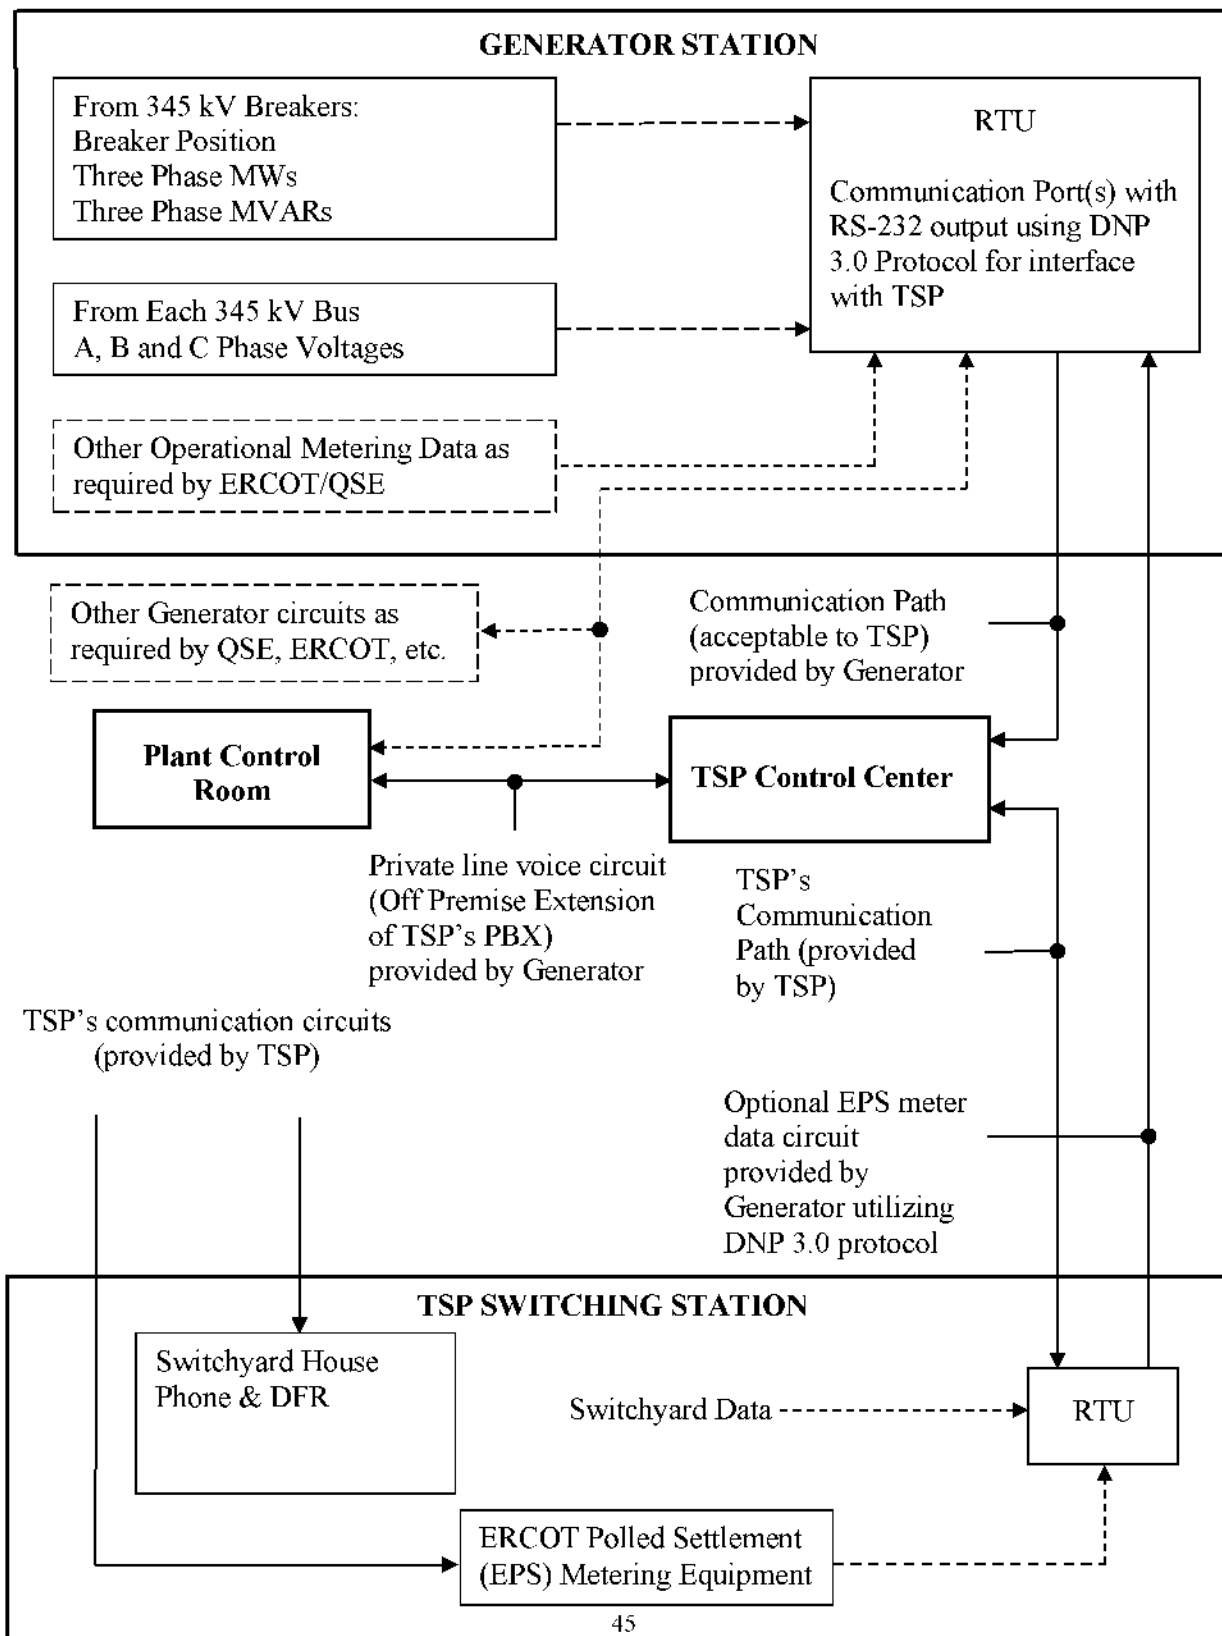 GENERATOR STATION
From 345 kV Breakers:
Breaker Position
Three Phase MWs
Three Phase MVARs
RTU
Communication Port(s) with
RS-232 output using DNP
3.0 Protocol for interface
with TSP
From Each 345 kV Bus
A, B and C Phase Voltages
Other Operational Metering Data as
required by ERCOT/QSE
Other Generator circuits as
required by QSE, ERCOT, etc.
Communication Path
(acceptable to TSP)
provided by Generator
Plant Control
Room
TSP Control Center
Private line voice circuit
(Off Premise Extension
of TSP's PBX)
provided by Generator
TSP's
Communication
Path (provided
by TSP)
TSP's communication circuits
(provided by TSP)
Optional EPS meter
data circuit
provided by
Generator utilizing
DNP 3.0 protocol
TSP SWITCHING STATION
Switchyard House
Phone & DFR
Switchyard Data
RTU
ERCOT Polled Settlement
(EPS) Metering Equipment
45